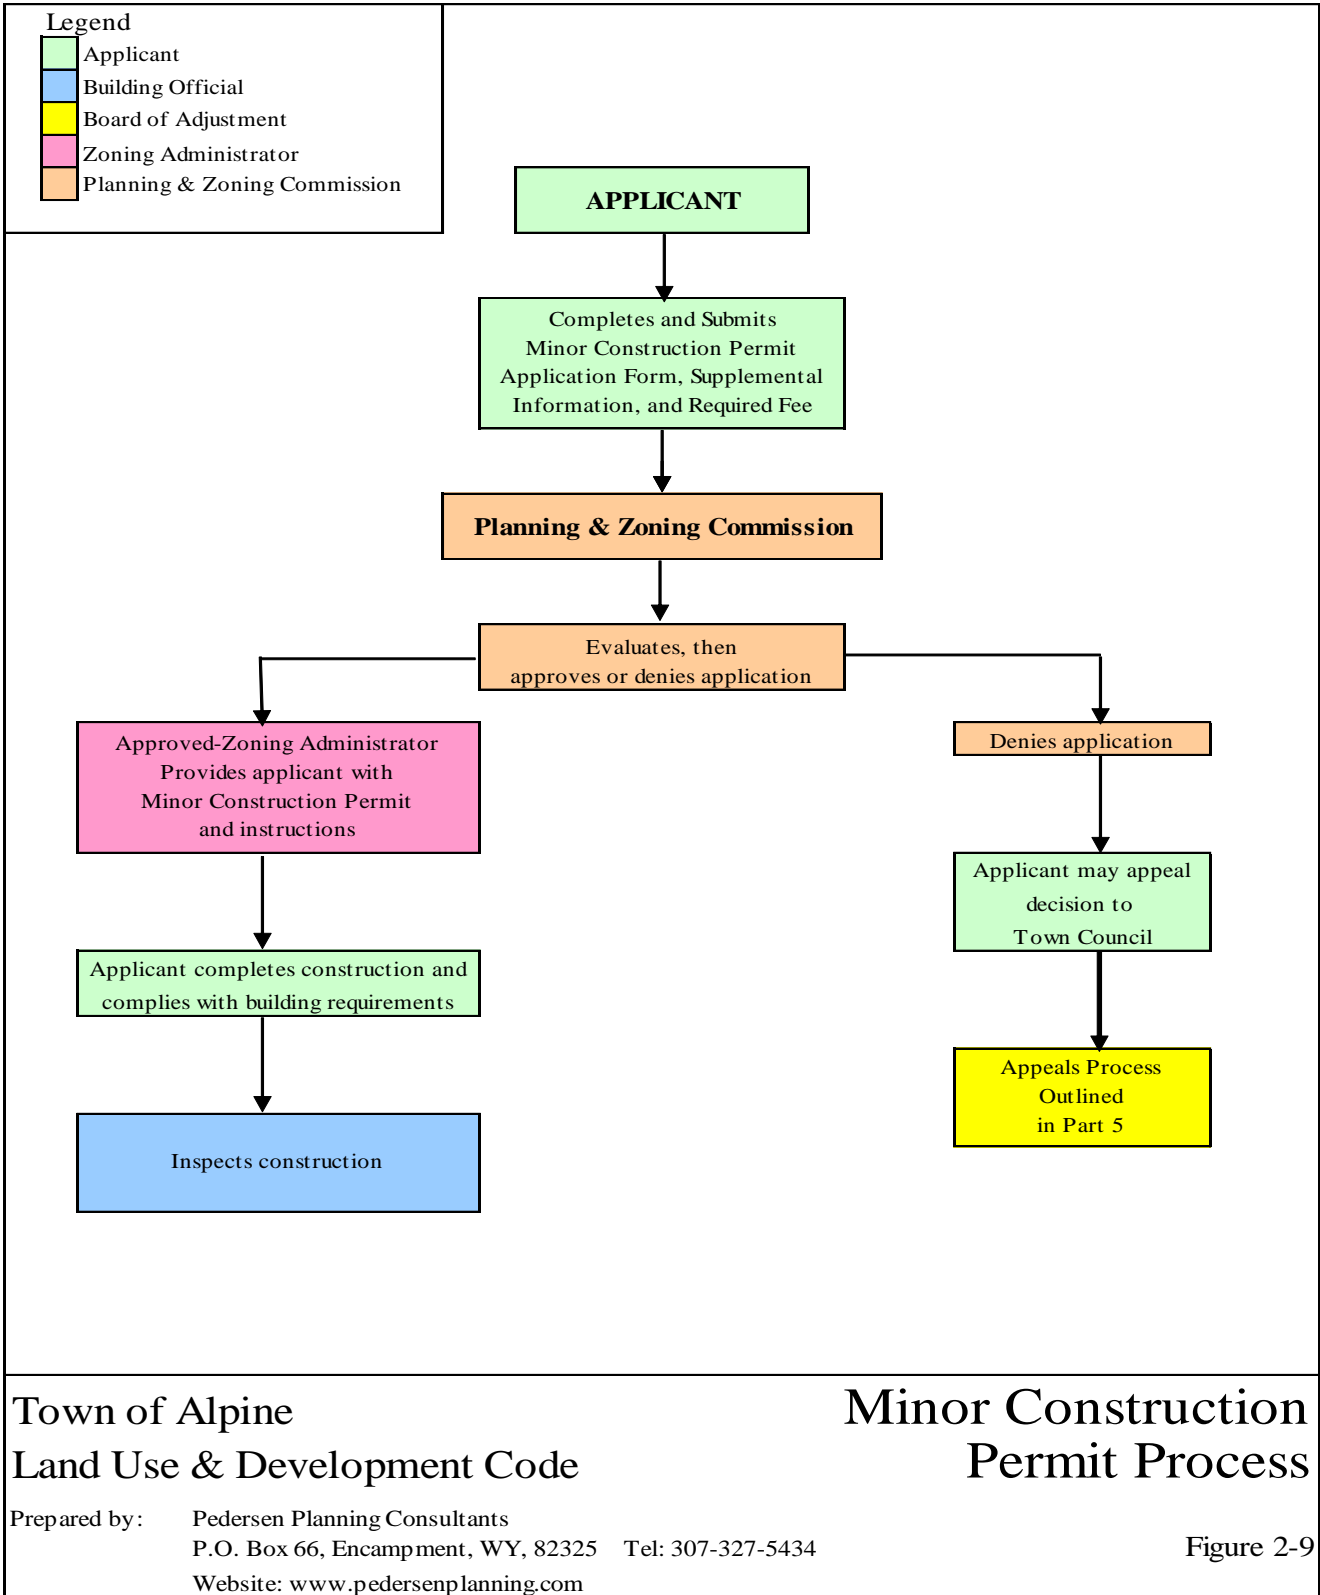 Legend
Applicant
Building Official
Board of Adjustment
Zoning Administrator
Planning & Zoning Commission
APPLICANT
Completes and Submits
Minor Construction Permit
Application Form, Supplemental
Information, and Required Fee
Planning & Zoning Commission
Evaluates, then
approves or denies application
Approved-Zoning Administrator
Provides applicant with
Minor Construction Permit
and instructions
Denies application
Applicant may appeal
decision to
Town Council
Applicant completes construction and
complies with building requirements
Appeals Process
Outlined
in Part 5
Inspects construction
Town of Alpine
Land Use & Development Code
Minor Construction
Permit Process
Prepared by: Pedersen Planning Consultants
P.O. Box 66, Encampment, WY, 82325 Tel: 307-327-5434
Website: www.pedersenplanning.com
Figure 2-9